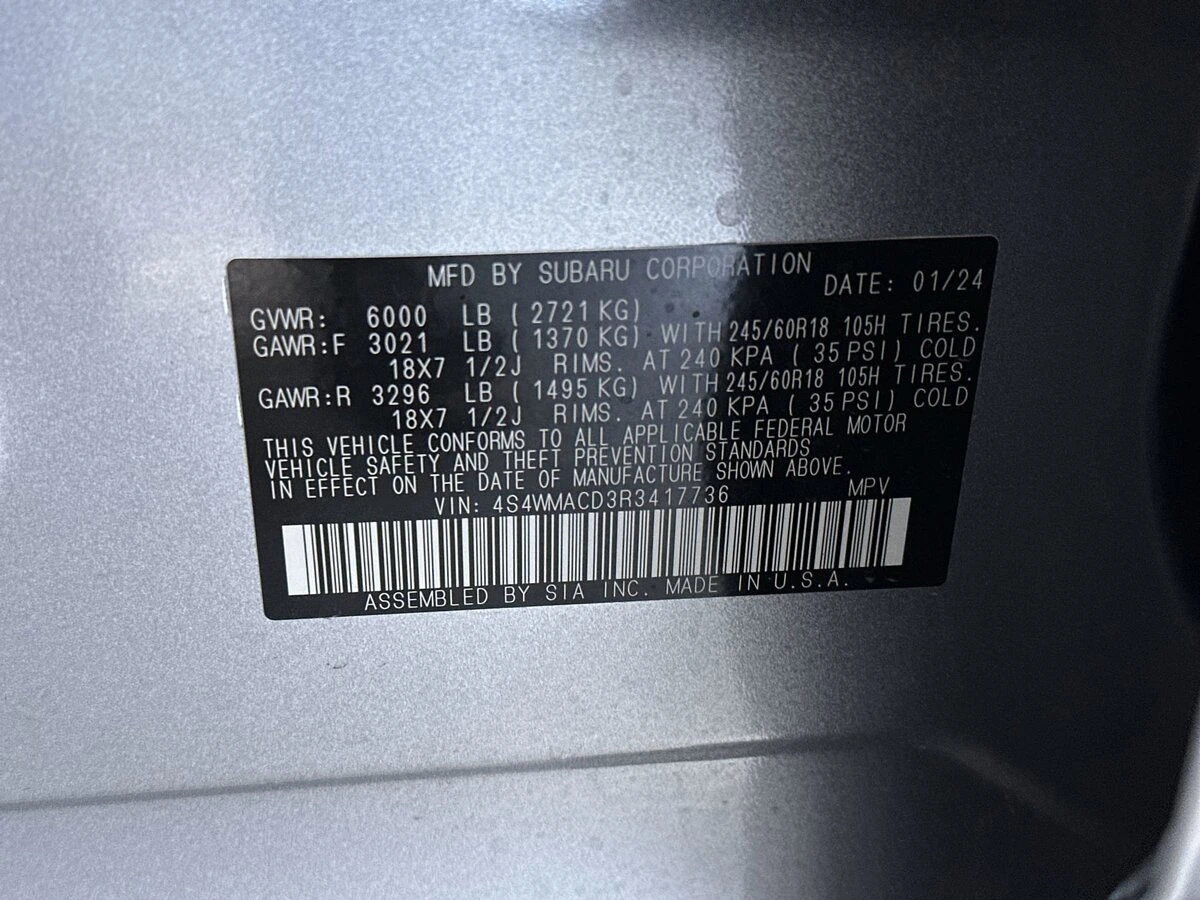 MFD BY SUBARU CORPORATION DATE: 01/24
GVWR: 6000 LB ( 2721 KG)
GAWR:F 3021 LB ( 1370 KG) WITH 245/60R18 105H TIRES.
18X7 1/2J RIMS. AT 240 KPA ( 35 PSI) COLD
GAWR:R 3296 LB ( 1495 KG) WITH 245/60R18 105H TIRES.
18X7 1/2J RIMS. AT 240 KPA ( 35 PSI) COLD
THIS VEHICLE CONFORMS TO ALL APPLICABLE FEDERAL MOTOR
VEHICLE SAFETY AND THEFT PREVENTION STANDARDS
IN EFFECT ON THE DATE OF MANUFACTURE SHOWN ABOVE.
VIN: 4S4WMACD3R3417736 MPV
ASSEMBLED BY SIA INC. MADE IN U.S.A.